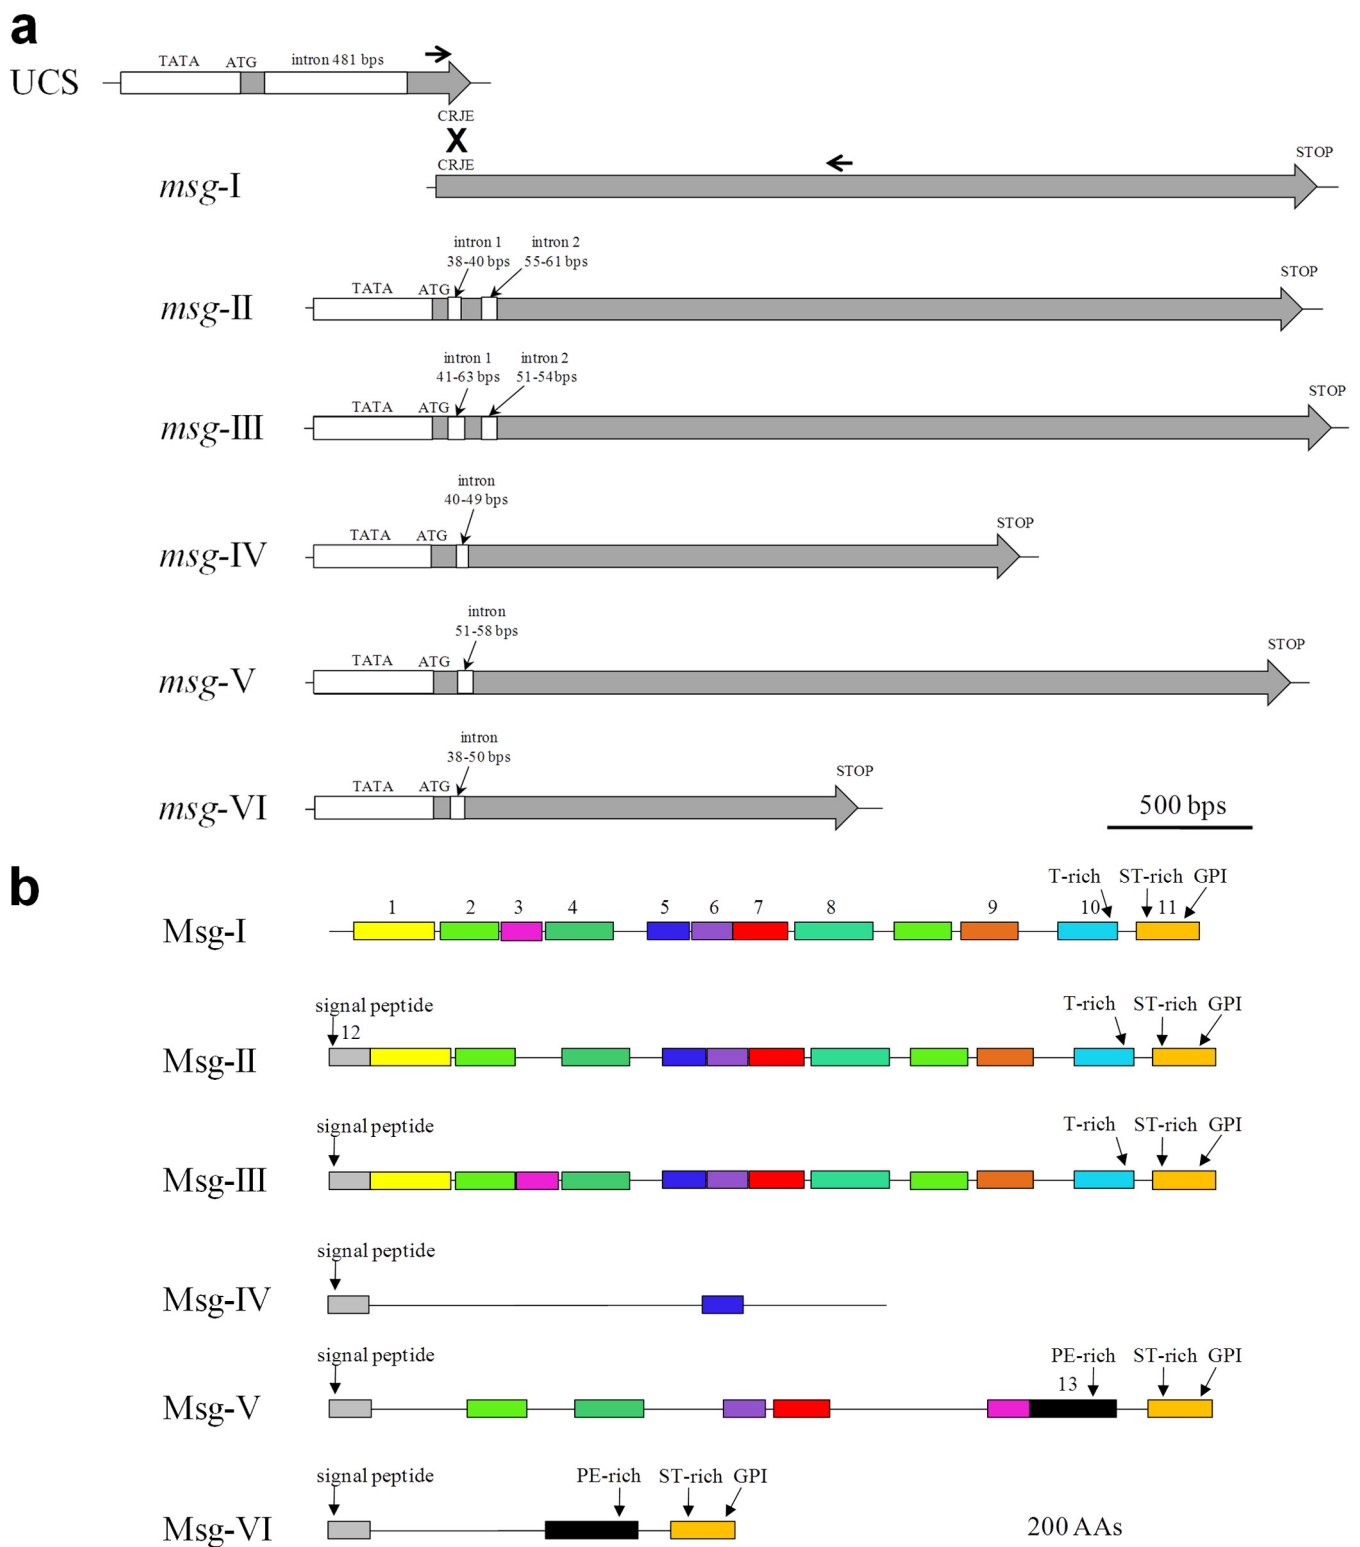 a
UCS
TATA ATG intron 481 bps
CRJE
X
CRJE
STOP
msg-I
intron 1 intron 2
38-40 bps 55-61 bps
TATA ATG STOP
msg-II
intron 1 intron 2
41-63 bps 51-54bps
TATA ATG STOP
msg-III
intron
40-49 bps
TATA ATG STOP
msg-IV
intron
51-58 bps
TATA ATG STOP
msg-V
intron
38-50 bps
TATA ATG STOP
msg-VI
500 bps
b
T-rich ST-rich GPI
1 2 3 4 5 6 7 8 9 10 11
Msg-I
signal peptide T-rich ST-rich GPI
12
Msg-II
signal peptide T-rich ST-rich GPI
Msg-III
signal peptide
Msg-IV
signal peptide PE-rich ST-rich GPI
13
Msg-V
signal peptide PE-rich ST-rich GPI
Msg-VI
200 AAs